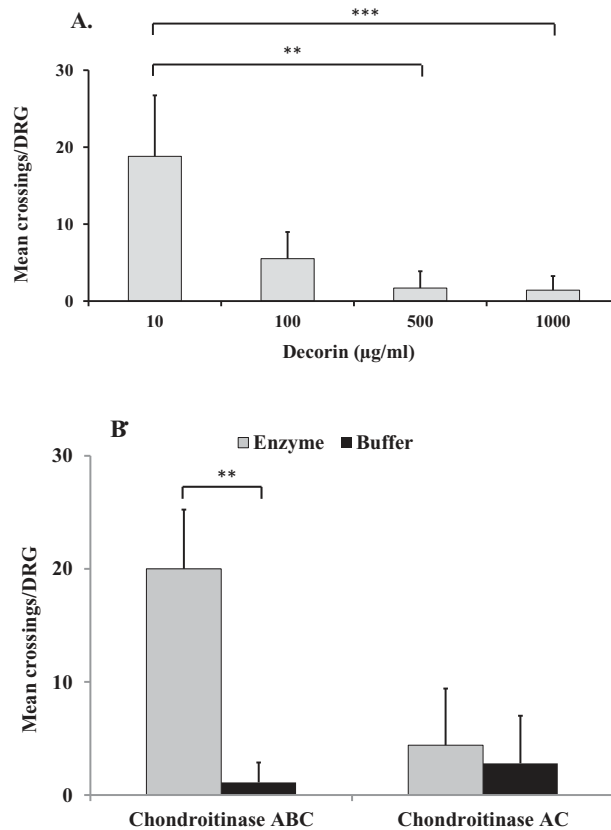 A.
***
**
30
20
10
0
Mean crossings/DRG
10 100 500 1000
Decorin (µg/ml)
B.
Enzyme Buffer
**
30
20
10
0
Mean crossings/DRG
Chondroitinase ABC Chondroitinase AC